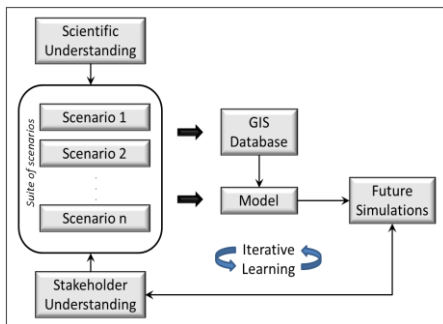 Scientific
Understanding
Suite of scenarios
Scenario 1
Scenario 2
Scenario n
GIS
Database
Model
Future
Simulations
Iterative
Learning
Stakeholder
Understanding